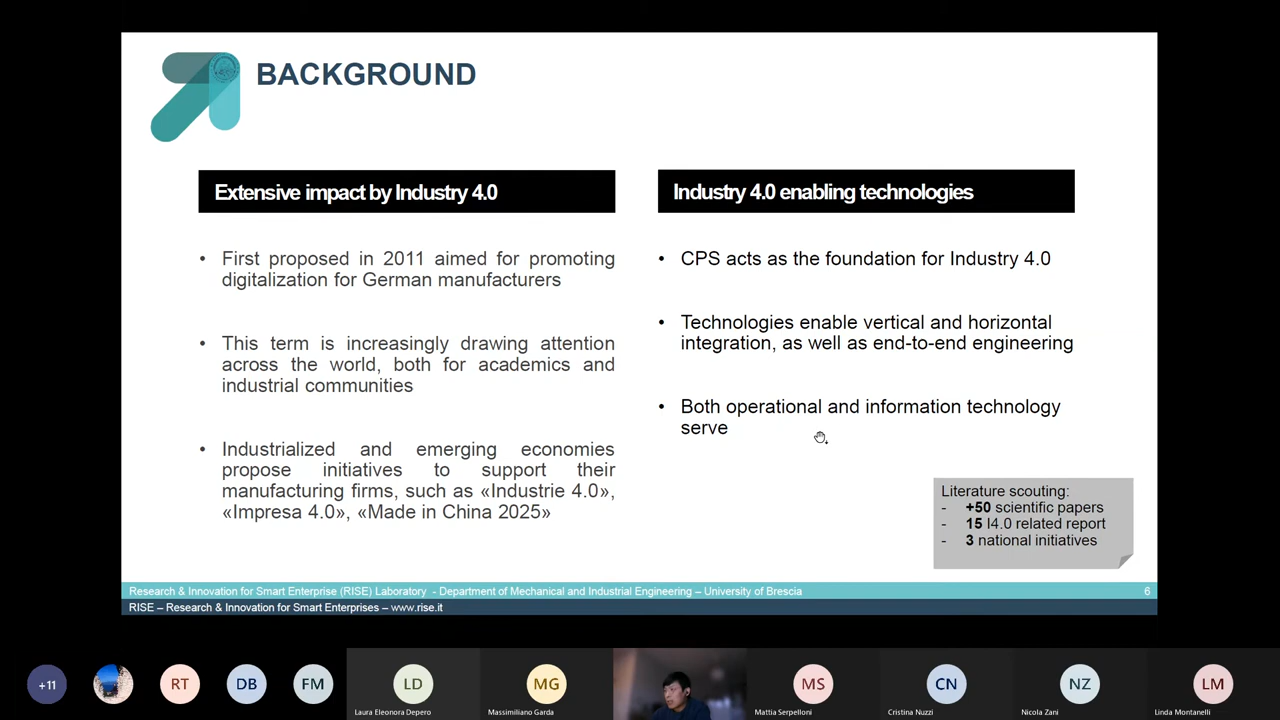 BACKGROUND
Extensive impact by Industry 4.0
• First proposed in 2011 aimed for promoting
digitalization for German manufacturers
• This term is increasingly drawing attention
across the world, both for academics and
industrial communities
• Industrialized and emerging economies
propose initiatives to support their
manufacturing firms, such as «Industrie 4.0»,
«Impresa 4.0», «Made in China 2025»
Industry 4.0 enabling technologies
• CPS acts as the foundation for Industry 4.0
• Technologies enable vertical and horizontal
integration, as well as end-to-end engineering
• Both operational and information technology
serve
Literature scouting:
- +50 scientific papers
- 15 I4.0 related report
- 3 national initiatives
Research & Innovation for Smart Enterprise (RISE) Laboratory - Department of Mechanical and Industrial Engineering – University of Brescia
6
RISE – Research & Innovation for Smart Enterprises – www.rise.it
+11
RT
DB
FM
LD
MG
MS
CN
NZ
LM
Laura Eleonora Depero
Massimiliano Garda
Mattia Serpelloni
Cristina Nuzzi
Nicola Zani
Linda Montanelli